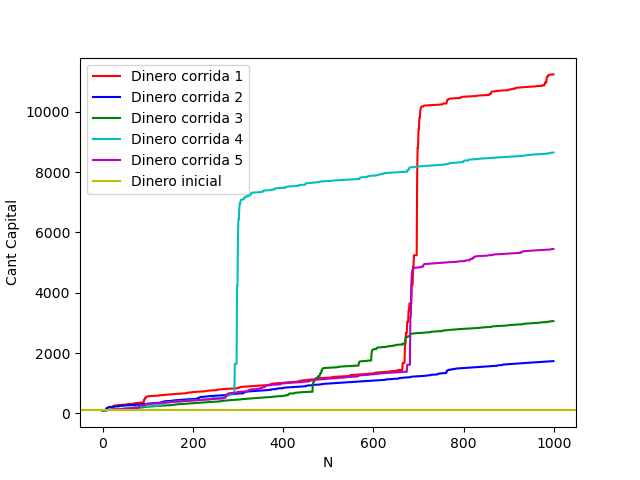 Dinero corrida 1
Dinero corrida 2
Dinero corrida 3
Dinero corrida 4
Dinero corrida 5
Dinero inicial
Cant Capital
10000
8000
6000
4000
2000
0
0 200 400 600 800 1000
N